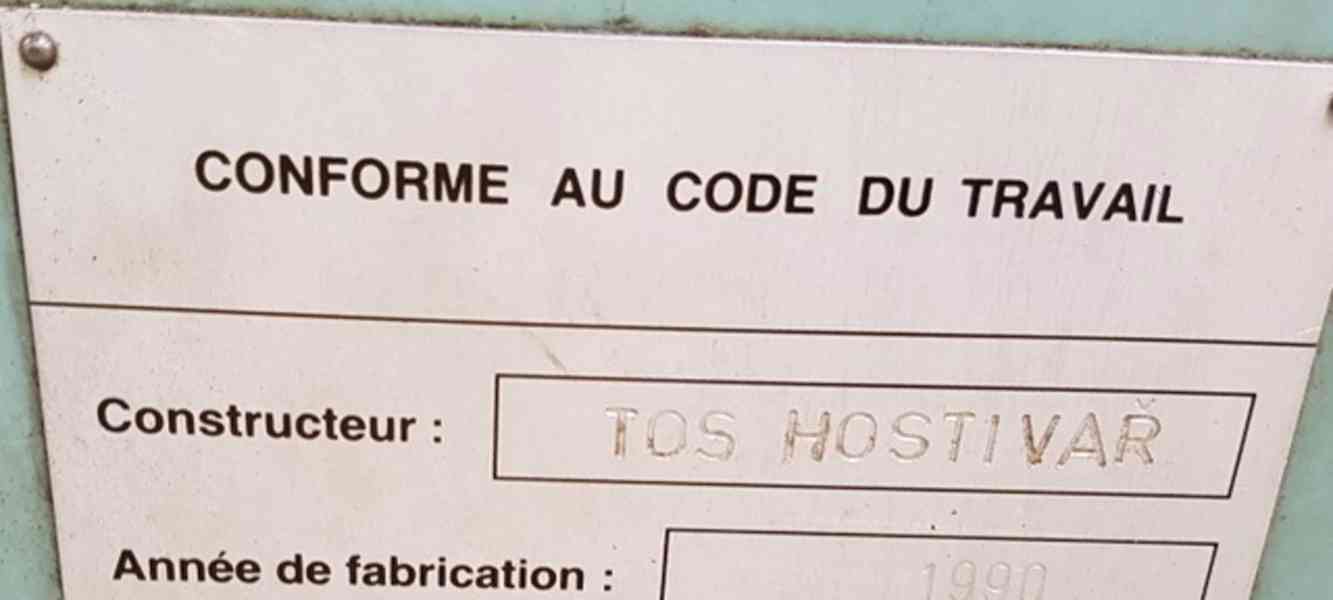 CONFORME AU CODE DU TRAVAIL
Constructeur : TOS HOSTIVAŘ
Année de fabrication : 1990